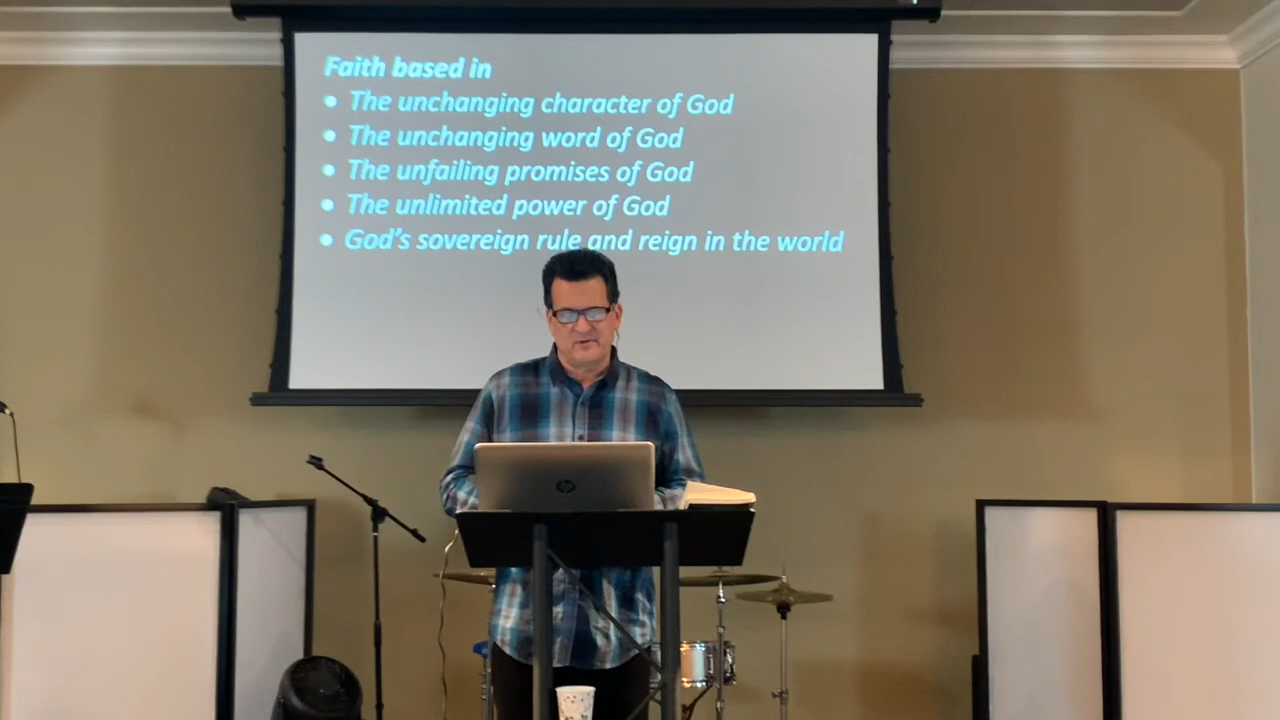 Faith based in
• The unchanging character of God
• The unchanging word of God
• The unfailing promises of God
• The unlimited power of God
• God's sovereign rule and reign in the world
hp